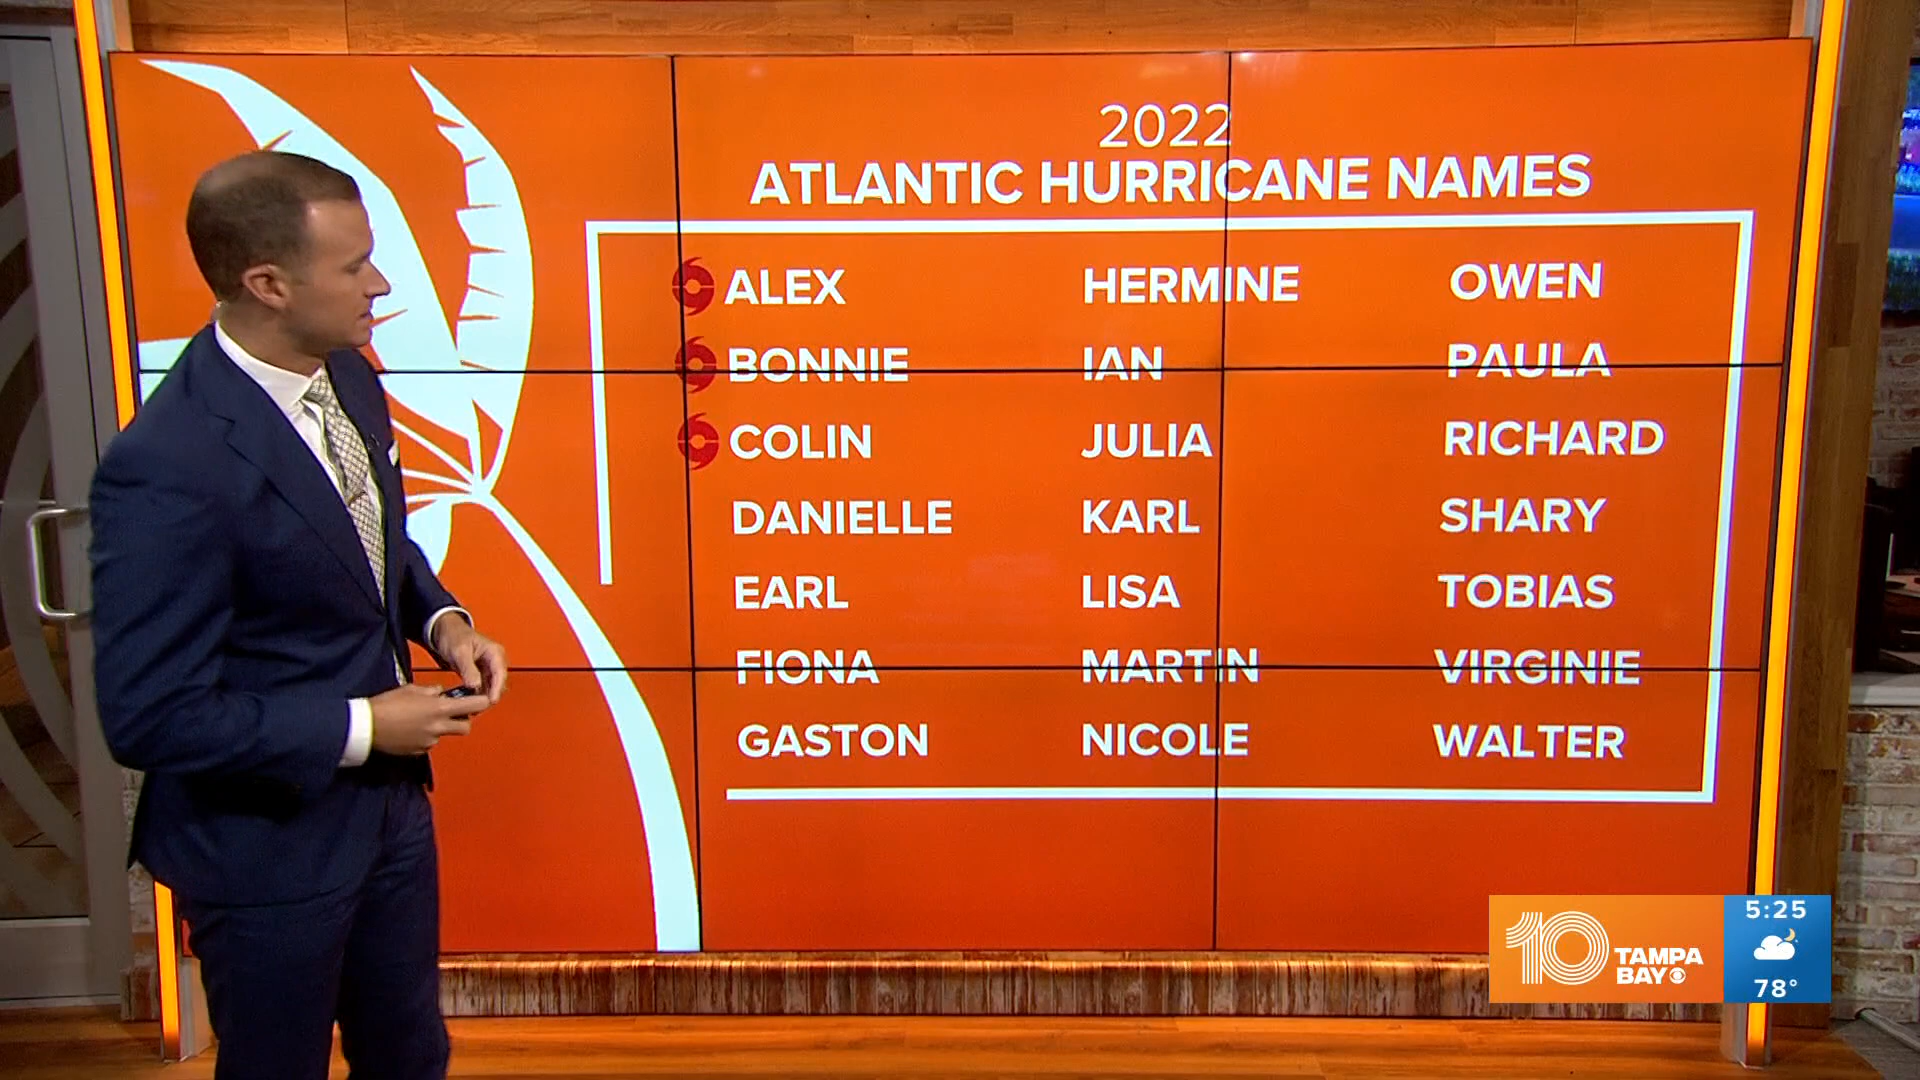 2022
ATLANTIC HURRICANE NAMES
ALEX HERMINE OWEN
BONNIE IAN PAULA
COLIN JULIA RICHARD
DANIELLE KARL SHARY
EARL LISA TOBIAS
FIONA MARTIN VIRGINIE
GASTON NICOLE WALTER
10 TAMPA BAY
5:25
78°